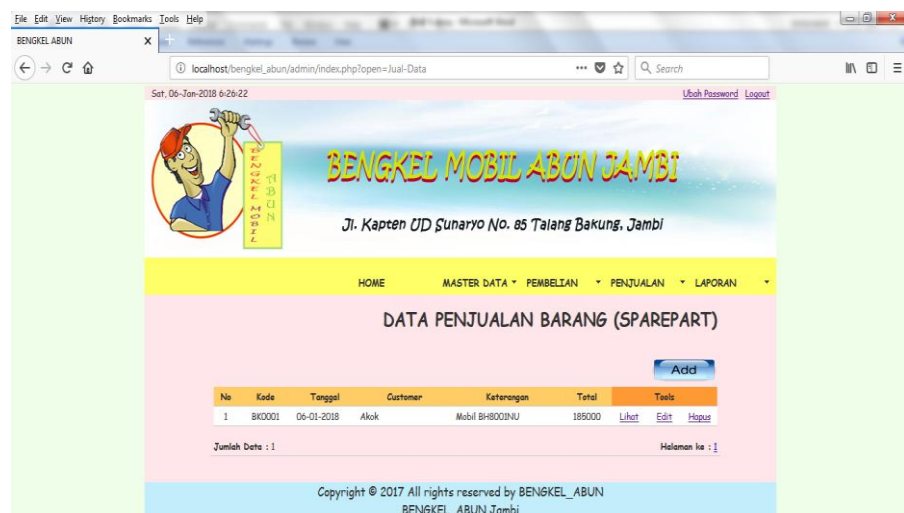 File Edit View History Bookmarks Tools Help
BENGKEL ABUN X
localhost/bengkel_abun/admin/index.php?open=Jual-Data
Search
Sat, 06-Jan-2018 6:26:22
Ubah Password Logout
BENGKEL MOBIL
ABUN
BENGKEL MOBIL ABUN JAMBI
Jl. Kapten UD Sunaryo No. 85 Talang Bakung, Jambi
HOME MASTER DATA PEMBELIAN PENJUALAN LAPORAN
DATA PENJUALAN BARANG (SPAREPART)
Add
No Kode Tanggal Customer Keterangan Total Tools
1 BK0001 06-01-2018 Akok Mobil BH8001NU 185000 Lihat Edit Hapus
Jumlah Data : 1 Halaman ke : 1
Copyright © 2017 All rights reserved by BENGKEL_ABUN
BENGKEL_ABUN Jambi